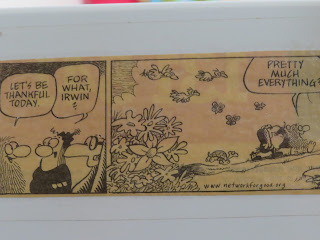 LET'S BE
THANKFUL
TODAY.
FOR
WHAT,
IRWIN
?
PRETTY
MUCH
EVERYTHING!
www.networkforgood.org